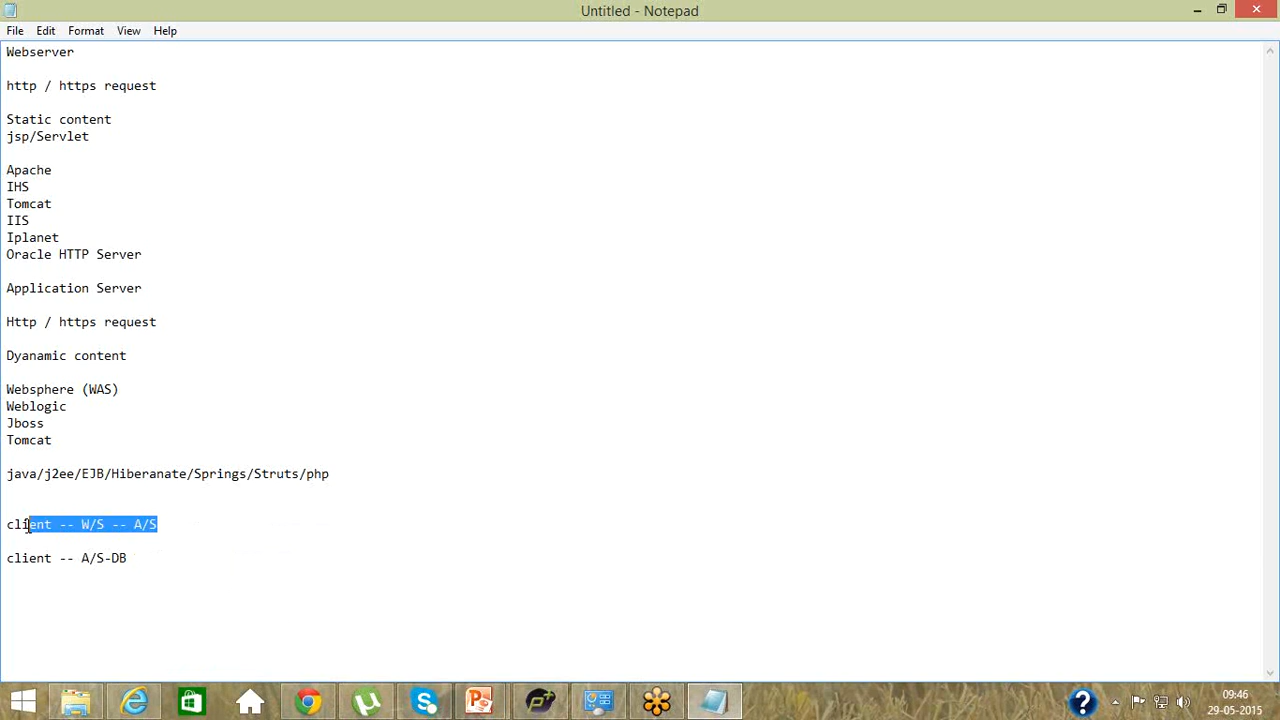 Untitled - Notepad
File Edit Format View Help
Webserver
http / https request
Static content
jsp/Servlet
Apache
IHS
Tomcat
IIS
Iplanet
Oracle HTTP Server
Application Server
Http / https request
Dyanamic content
Websphere (WAS)
Weblogic
Jboss
Tomcat
java/j2ee/EJB/Hiberanate/Springs/Struts/php
client -- W/S -- A/S
client -- A/S-DB
09:46
29-05-2015